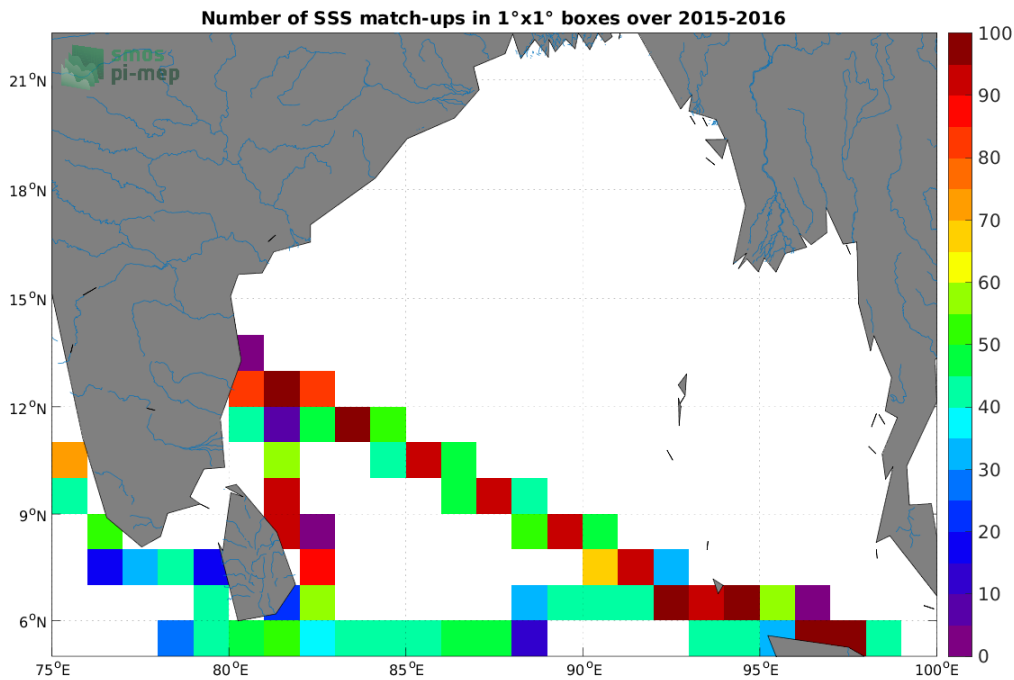 Number of SSS match-ups in 1°x1° boxes over 2015-2016
smos
pi-mep
21°N
18°N
15°N
12°N
9°N
6°N
75°E
80°E
85°E
90°E
95°E
100°E
100
90
80
70
60
50
40
30
20
10
0